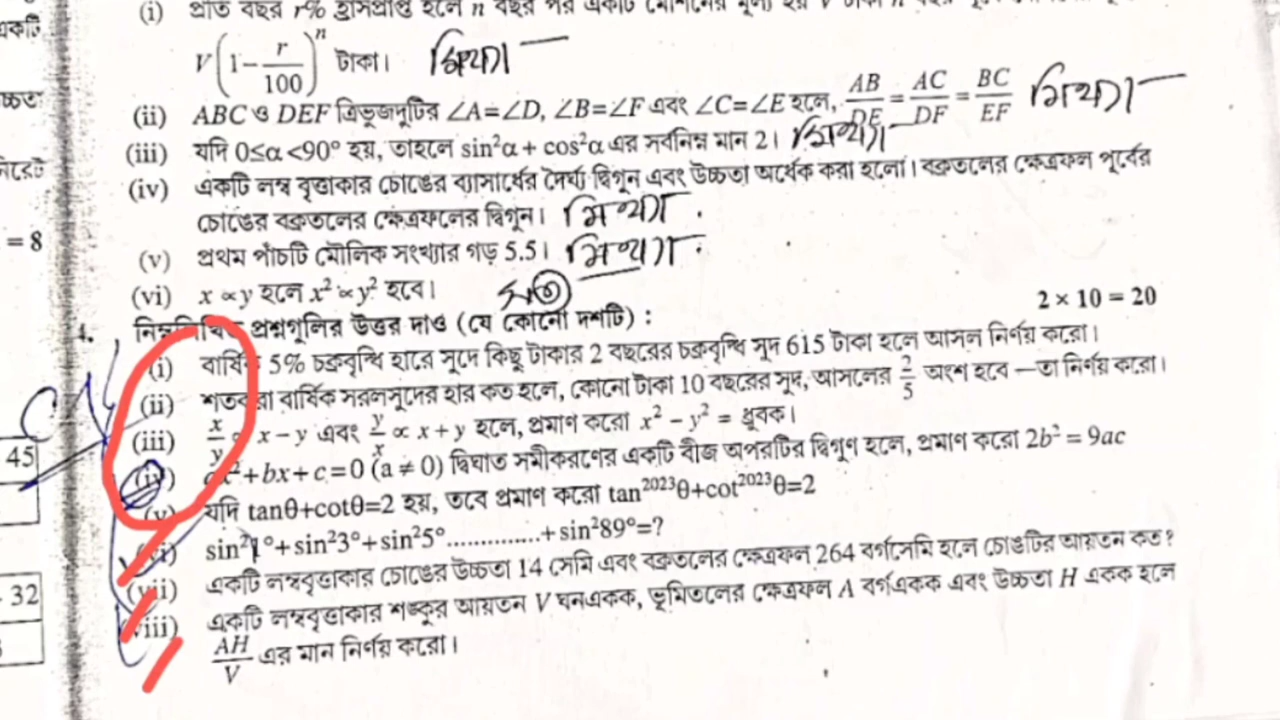 (i) প্রতি বছর r% হ্রাসপ্রাপ্ত হলে n বছর পর একটি মেশিনের মূল্য হয় V টাকা। n বছর
V(1-r/100)^n টাকা। মিথ্যা
(ii) ABC ও DEF ত্রিভুজদুটির ∠A=∠D, ∠B=∠F এবং ∠C=∠E হলে, AB/DE = AC/DF = BC/EF মিথ্যা
(iii) যদি 0≤α<90° হয়, তাহলে sin²α + cos²α এর সর্বনিম্ন মান 2। মিথ্যা
(iv) একটি লম্ব বৃত্তাকার চোঙের ব্যাসার্ধের দৈর্ঘ্য দ্বিগুন এবং উচ্চতা অর্ধেক করা হলো। বক্রতলের ক্ষেত্রফল পূর্বের
চোঙের বক্রতলের ক্ষেত্রফলের দ্বিগুন। মিথ্যা.
(v) প্রথম পাঁচটি মৌলিক সংখ্যার গড় 5.5। মিথ্যা
(vi) x ∝ y হলে x² ∝ y² হবে। সত্যি
নিম্নলিখিত প্রশ্নগুলির উত্তর দাও (যে কোনো দশটি) : 2 × 10 = 20
(i) বার্ষিক 5% চক্রবৃদ্ধি হারে সুদে কিছু টাকার 2 বছরের চক্রবৃদ্ধি সুদ 615 টাকা হলে আসল নির্ণয় করো।
(ii) শতকরা বার্ষিক সরলসুদের হার কত হলে, কোনো টাকা 10 বছরের সুদ, আসলের 2/5 অংশ হবে —তা নির্ণয় করো।
(iii) x/y ∝ x−y এবং y/x ∝ x+y হলে, প্রমাণ করো x² − y² = ধ্রুবক।
(iv) ax²+bx+c=0 (a ≠ 0) দ্বিঘাত সমীকরণের একটি বীজ অপরটির দ্বিগুণ হলে, প্রমাণ করো 2b² = 9ac
(v) যদি tanθ+cotθ=2 হয়, তবে প্রমাণ করো tan²⁰²³θ+cot²⁰²³θ=2
(vi) sin²1°+sin²3°+sin²5°..............+sin²89°=?
(vii) একটি লম্ববৃত্তাকার চোঙের উচ্চতা 14 সেমি এবং বক্রতলের ক্ষেত্রফল 264 বর্গসেমি হলে চোঙটির আয়তন কত?
(viii) একটি লম্ববৃত্তাকার শঙ্কুর আয়তন V ঘনএকক, ভূমিতলের ক্ষেত্রফল A বর্গএকক এবং উচ্চতা H একক হলে
AH/V এর মান নির্ণয় করো।
একটি
= 8
45
32